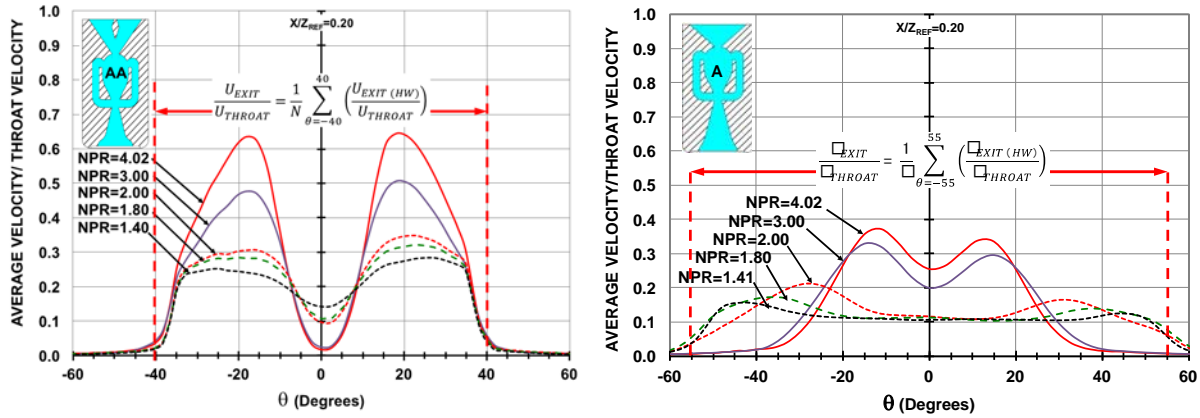 AVERAGE VELOCITY/ THROAT VELOCITY
1.0
0.9
0.8
0.7
0.6
0.5
0.4
0.3
0.2
0.1
0.0
AA
X/Z_REF=0.20
U_EXIT / U_THROAT = 1/N ∑_{θ=-40}^{40} (U_EXIT (HW) / U_THROAT)
NPR=4.02
NPR=3.00
NPR=2.00
NPR=1.80
NPR=1.40
-60 -40 -20 0 20 40 60
θ (Degrees)
AVERAGE VELOCITY/THROAT VELOCITY
1.0
0.9
0.8
0.7
0.6
0.5
0.4
0.3
0.2
0.1
0.0
A
X/Z_REF=0.20
□_EXIT / □_THROAT = 1/□ ∑_{θ=-55}^{55} (□_EXIT (HW) / □_THROAT)
NPR=4.02
NPR=3.00
NPR=2.00
NPR=1.80
NPR=1.41
-60 -40 -20 0 20 40 60
θ (Degrees)